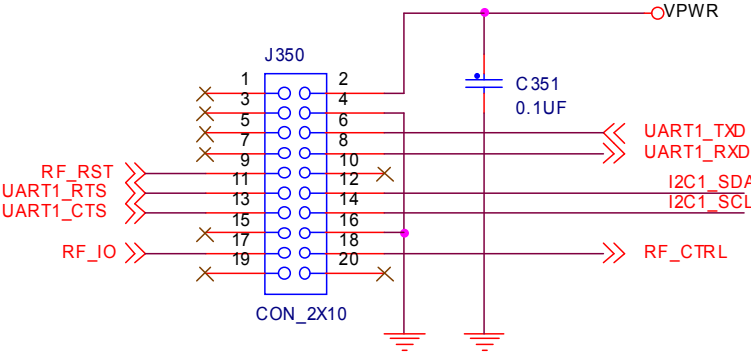 VPWR
J350
1 2
3 4
5 6
7 8
9 10
11 12
13 14
15 16
17 18
19 20
C351
0.1UF
UART1_TXD
UART1_RXD
RF_RST
UART1_RTS
UART1_CTS
I2C1_SDA
I2C1_SCL
RF_IO
RF_CTRL
CON_2X10